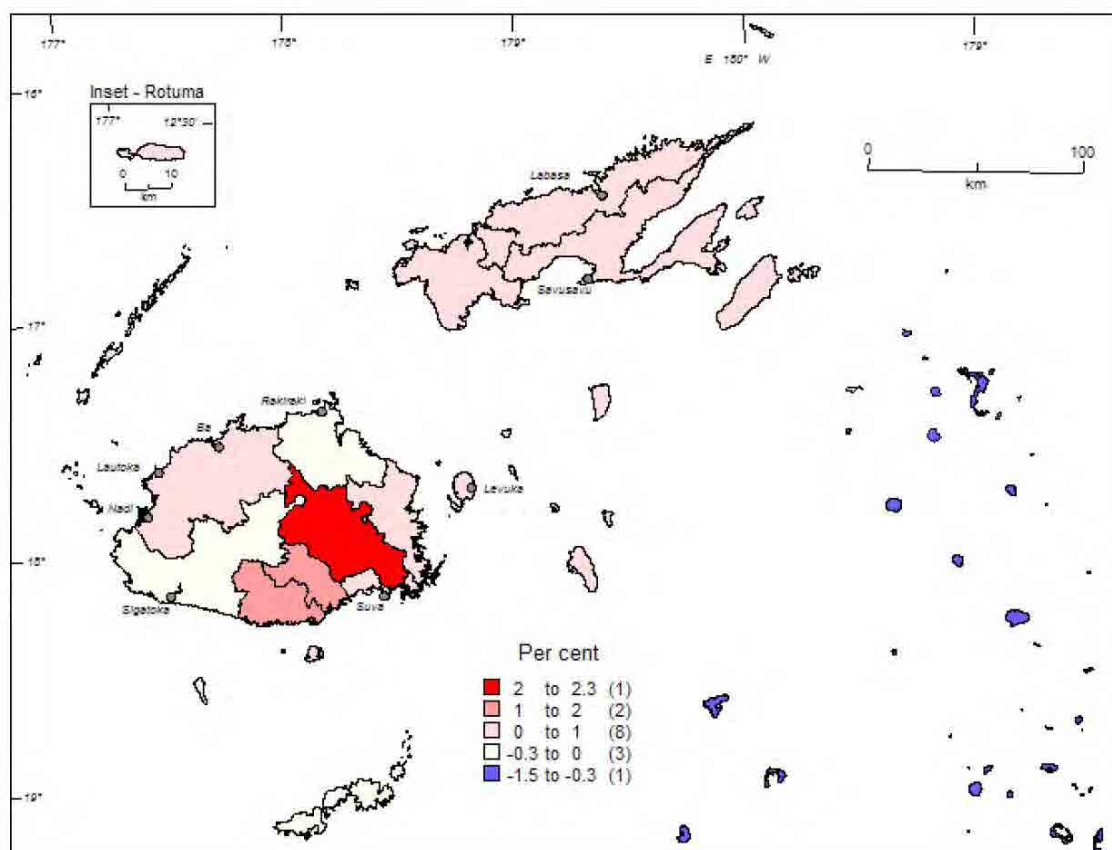 177°
178°
179°
E 180° W
179°
16°
Inset - Rotuma
177°
12°30'
0 10
km
0 100
km
Labasa
Savusavu
17°
Rakiraki
Ba
Lautoka
Nadi
Levuka
18°
Sigatoka
Suva
Per cent
2 to 2.3 (1)
1 to 2 (2)
0 to 1 (8)
-0.3 to 0 (3)
-1.5 to -0.3 (1)
19°